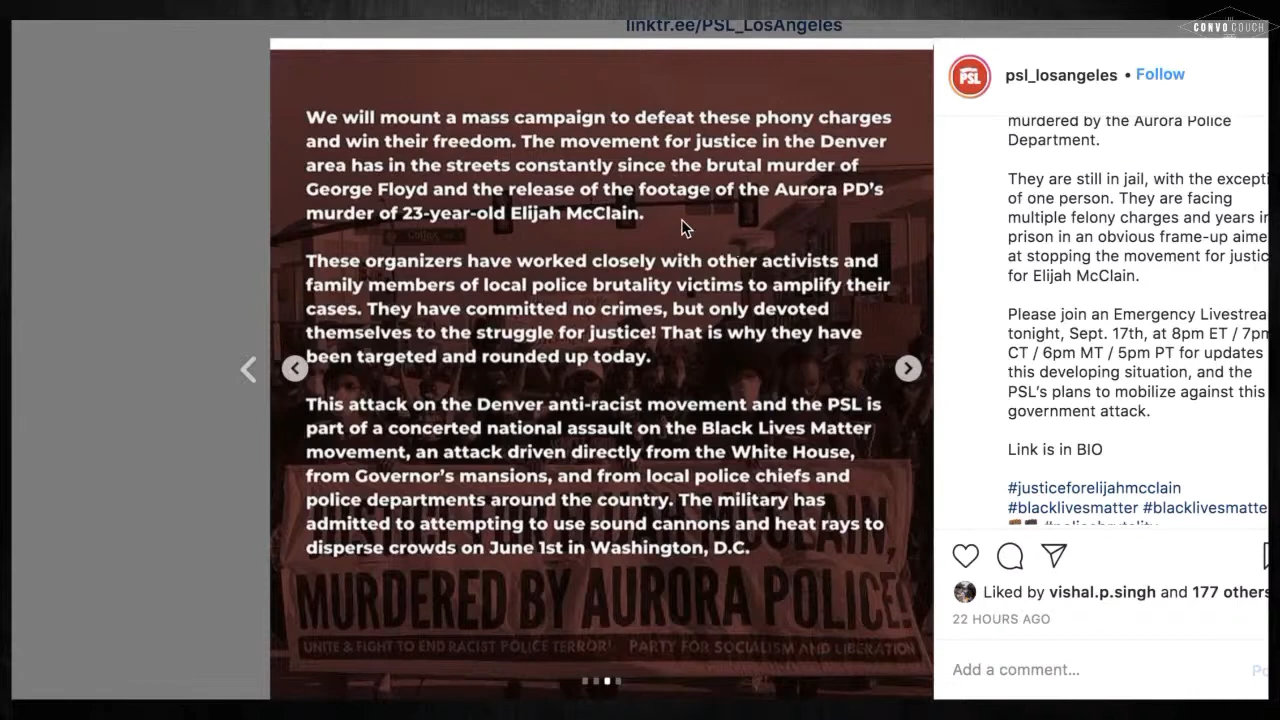 linktr.ee/PSL_LosAngeles
CONVO COUCH
We will mount a mass campaign to defeat these phony charges
and win their freedom. The movement for justice in the Denver
area has in the streets constantly since the brutal murder of
George Floyd and the release of the footage of the Aurora PD's
murder of 23-year-old Elijah McClain.
These organizers have worked closely with other activists and
family members of local police brutality victims to amplify their
cases. They have committed no crimes, but only devoted
themselves to the struggle for justice! That is why they have
been targeted and rounded up today.
This attack on the Denver anti-racist movement and the PSL is
part of a concerted national assault on the Black Lives Matter
movement, an attack driven directly from the White House,
from Governor's mansions, and from local police chiefs and
police departments around the country. The military has
admitted to attempting to use sound cannons and heat rays to
disperse crowds on June 1st in Washington, D.C.
McCLAIN,
MURDERED BY AURORA POLICE!
UNITE & FIGHT TO END RACIST POLICE TERROR! PARTY FOR SOCIALISM AND LIBERATION
PSL
psl_losangeles • Follow
murdered by the Aurora Police
Department.
They are still in jail, with the excepti
of one person. They are facing
multiple felony charges and years in
prison in an obvious frame-up aime
at stopping the movement for justic
for Elijah McClain.
Please join an Emergency Livestrea
tonight, Sept. 17th, at 8pm ET / 7pm
CT / 6pm MT / 5pm PT for updates
this developing situation, and the
PSL's plans to mobilize against this
government attack.
Link is in BIO
#justiceforelijahmcclain
#blacklivesmatter #blacklivesmatte
#policebrutality
Liked by vishal.p.singh and 177 others
22 HOURS AGO
Add a comment...
Po